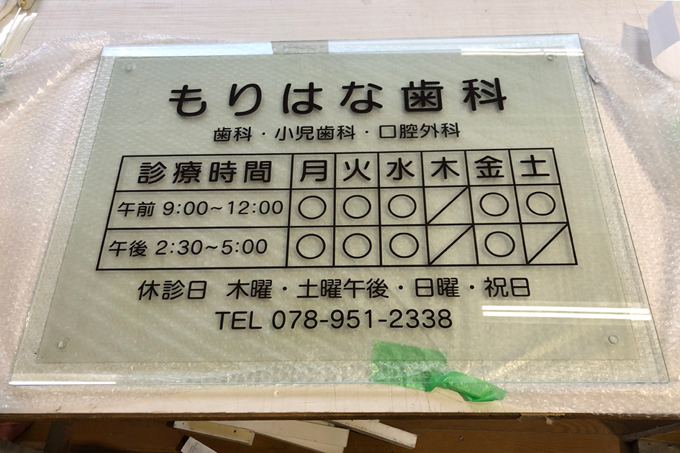 もりはな歯科
歯科・小児歯科・口腔外科
診療時間 月 火 水 木 金 土
午前 9:00~12:00 ○ ○ ○ / ○ ○
午後 2:30~5:00 ○ ○ ○ / ○ /
休診日 木曜・土曜午後・日曜・祝日
TEL 078-951-2338